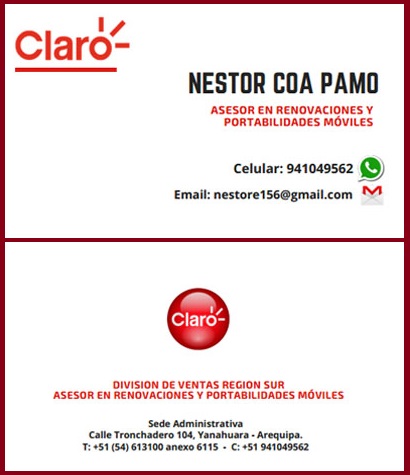 Claro
NESTOR COA PAMO
ASESOR EN RENOVACIONES Y
PORTABILIDADES MÓVILES
Celular: 941049562
Email: nestore156@gmail.com
Claro
DIVISION DE VENTAS REGION SUR
ASESOR EN RENOVACIONES Y PORTABILIDADES MÓVILES
Sede Administrativa
Calle Tronchadero 104, Yanahuara - Arequipa.
T: +51 (54) 613100 anexo 6115 - C: +51 941049562